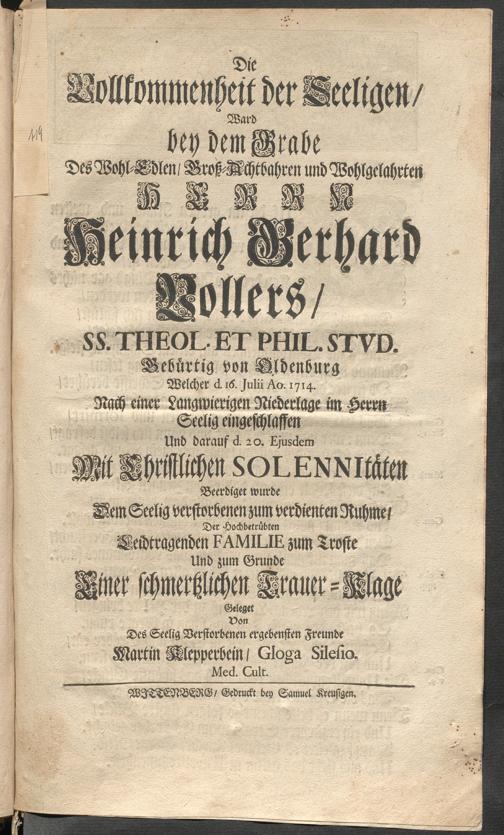 119
Die
Vollkommenheit der Seeligen/
Ward
bey dem Grabe
Des Wohl-Edlen/ Groß-Achtbahren und Wohlgelahrten
HERRN
Heinrich Gerhard
Vollers/
SS. THEOL. ET PHIL. STVD.
Gebürtig von Oldenburg
Welcher d. 16. Julii Ao. 1714.
Nach einer Langwierigen Niederlage im Herrn
Seelig eingeschlaffen
Und darauf d. 20. Ejusdem
Mit Christlichen SOLENNItäten
Beerdiget wurde
Dem Seelig verstorbenen zum verdienten Ruhme/
Der Hochbetrübten
Leidtragenden FAMILIE zum Troste
Und zum Grunde
Einer schmertzlichen Trauer-Klage
Geleget
Von
Des Seelig Verstorbenen ergebensten Freunde
Martin Klepperbein/ Gloga Silesio.
Med. Cult.
WITTENBERG/ Gedruckt bey Samuel Kreusigen.